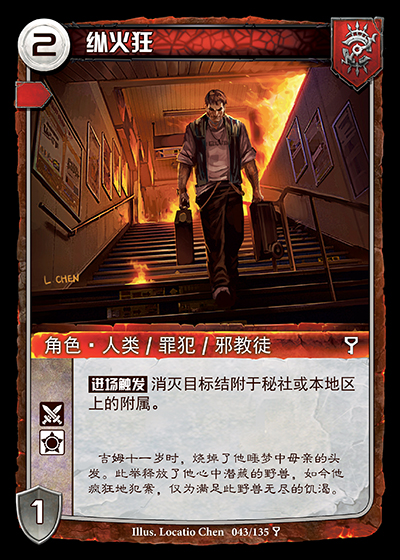 2 纵火狂
L CHEN
角色·人类/罪犯/邪教徒
进场触发 消灭目标结附于秘社或本地区
上的附属。
吉姆十一岁时，烧掉了他睡梦中母亲的头
发。此举释放了他心中潜藏的野兽，如今他
疯狂地犯案，仅为满足此野兽无尽的饥渴。
1
Illus. Locatio Chen 043/135